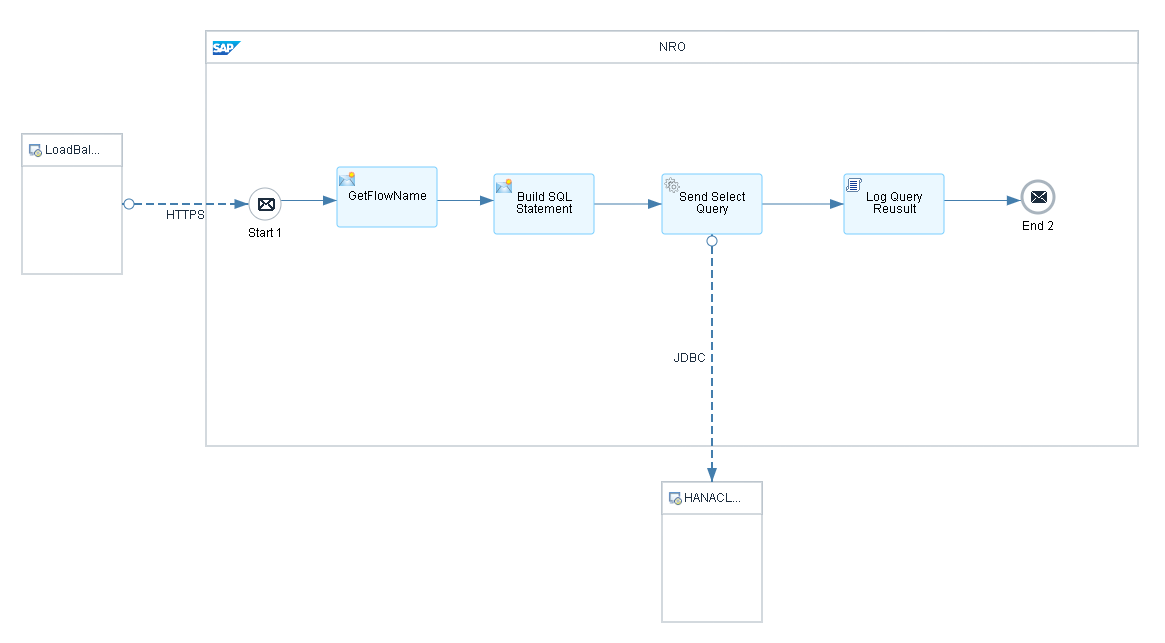 SAP
NRO
LoadBal...
HTTPS
Start 1
GetFlowName
Build SQL
Statement
Send Select
Query
Log Query
Reusult
End 2
JDBC
HANACL...